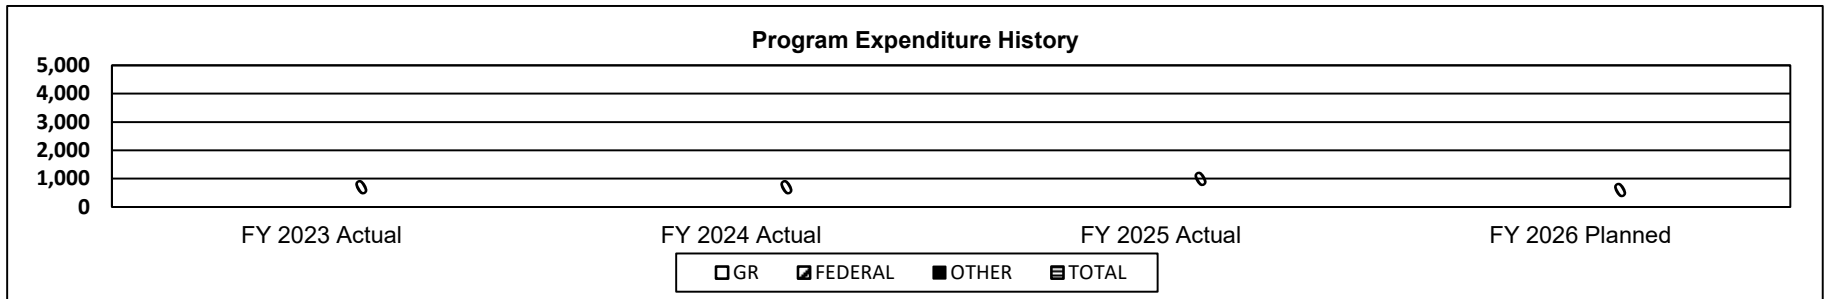 Program Expenditure History
5,000
4,000
3,000
2,000
1,000
0
0 0 0 0
FY 2023 Actual FY 2024 Actual FY 2025 Actual FY 2026 Planned
GR FEDERAL OTHER TOTAL